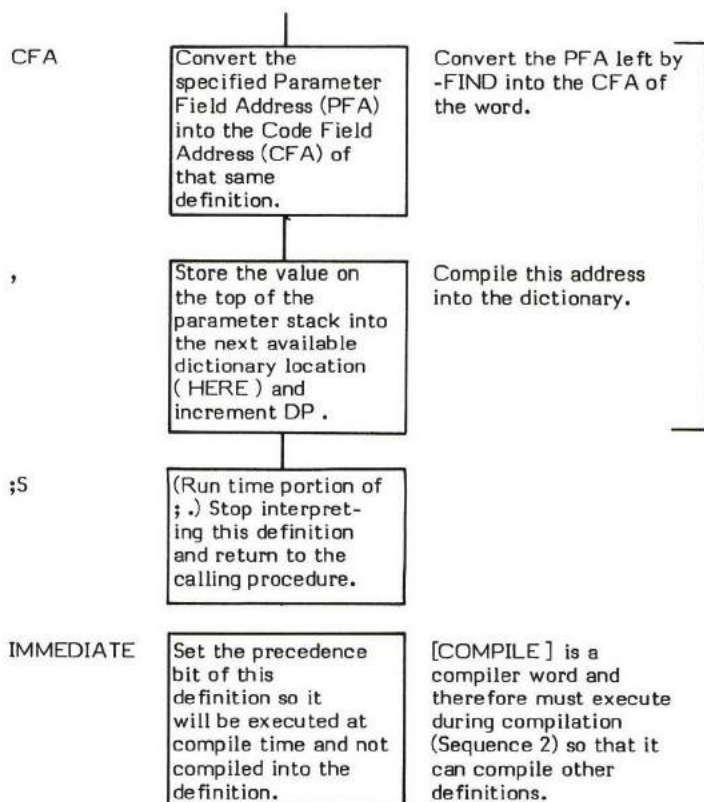 CFA
Convert the
specified Parameter
Field Address (PFA)
into the Code Field
Address (CFA) of
that same
definition.
Convert the PFA left by
-FIND into the CFA of
the word.
,
Store the value on
the top of the
parameter stack into
the next available
dictionary location
( HERE ) and
increment DP .
Compile this address
into the dictionary.
;S
(Run time portion of
; .) Stop interpret-
ing this definition
and return to the
calling procedure.
IMMEDIATE
Set the precedence
bit of this
definition so it
will be executed at
compile time and not
compiled into the
definition.
[COMPILE ] is a
compiler word and
therefore must execute
during compilation
(Sequence 2) so that it
can compile other
definitions.